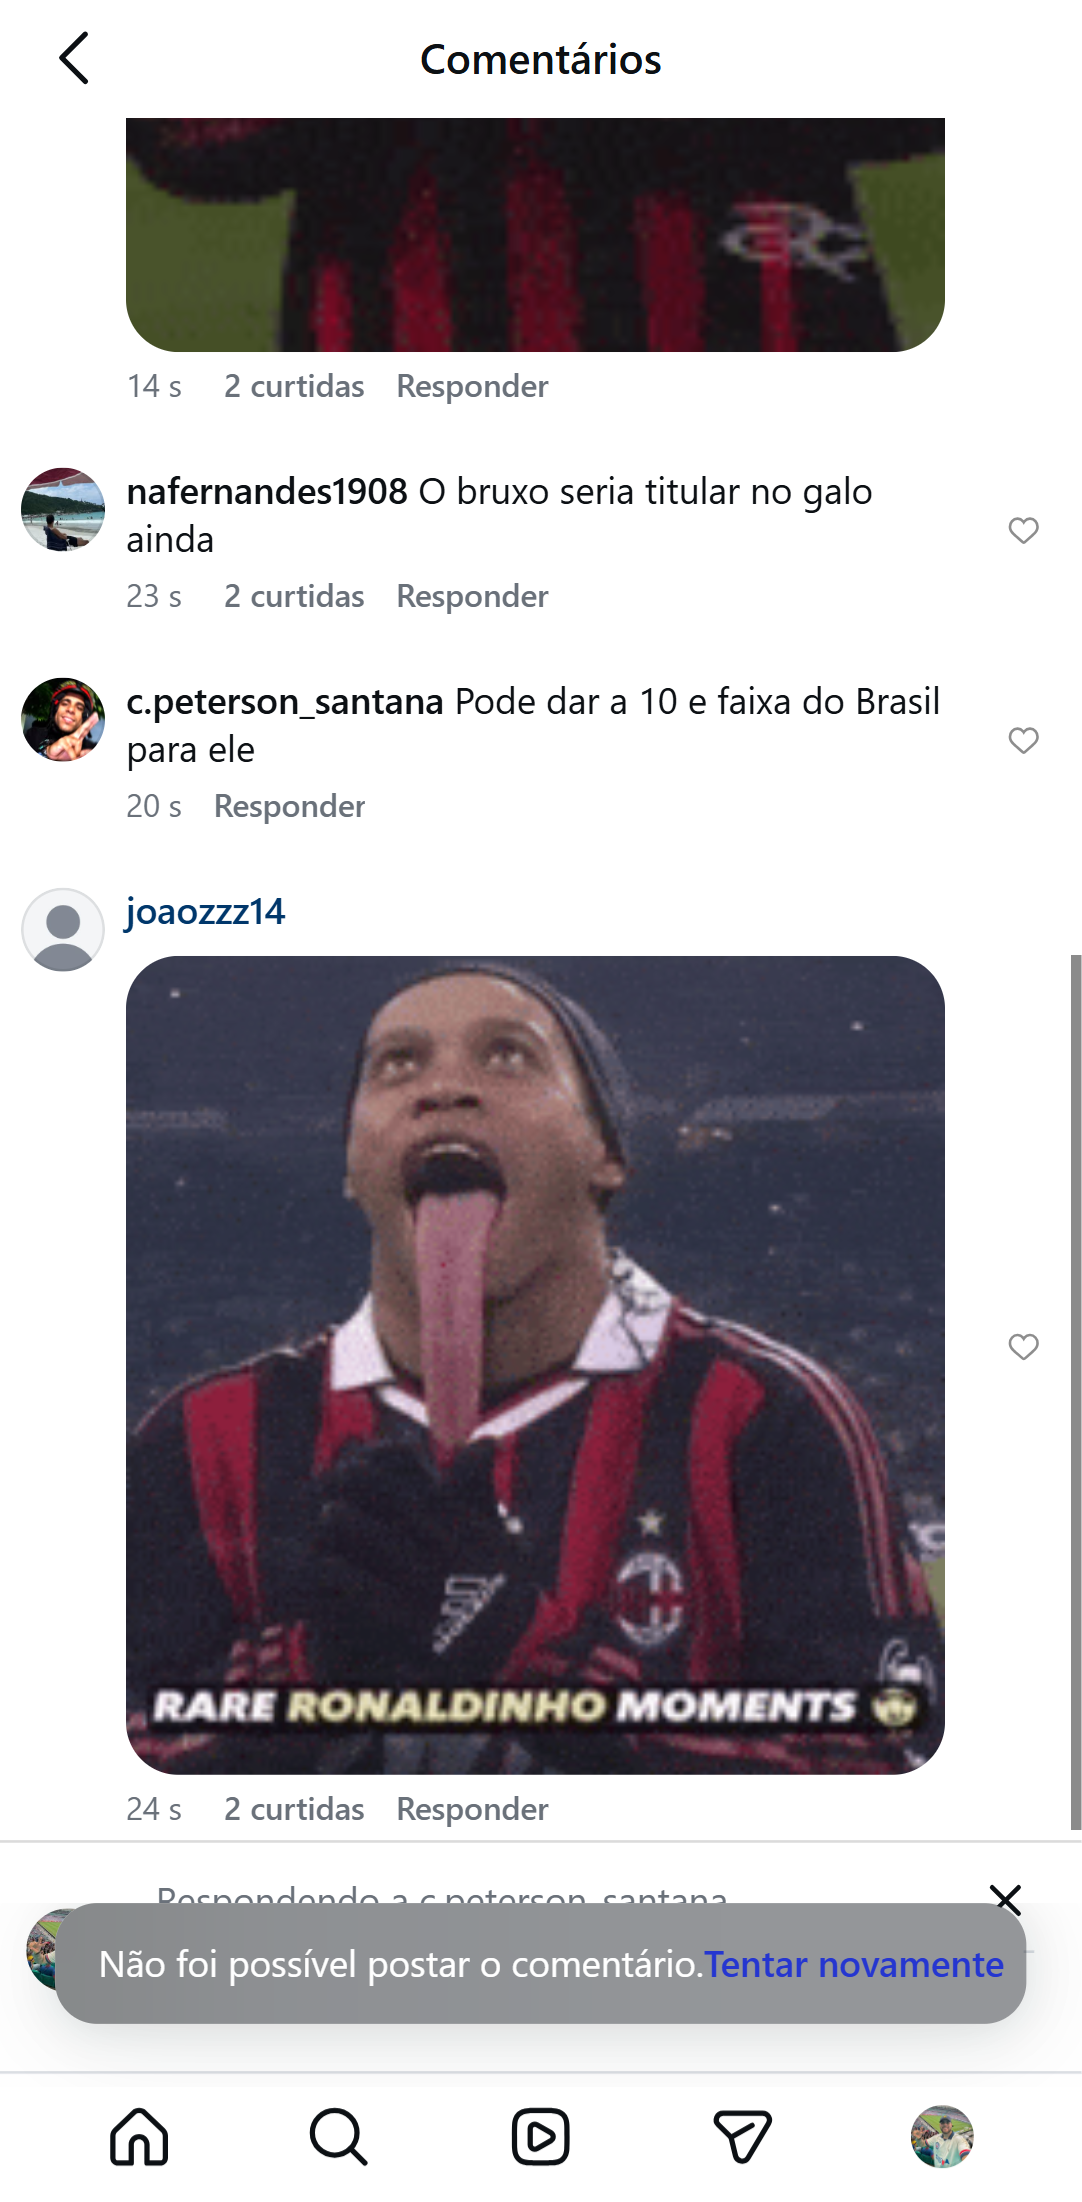 Comentários
14 s 2 curtidas Responder
nafernandes1908 O bruxo seria titular no galo
ainda
23 s 2 curtidas Responder
c.peterson_santana Pode dar a 10 e faixa do Brasil
para ele
20 s Responder
joaozzz14
RARE RONALDINHO MOMENTS
24 s 2 curtidas Responder
Respondendo a c.peterson_santana
Não foi possível postar o comentário.Tentar novamente